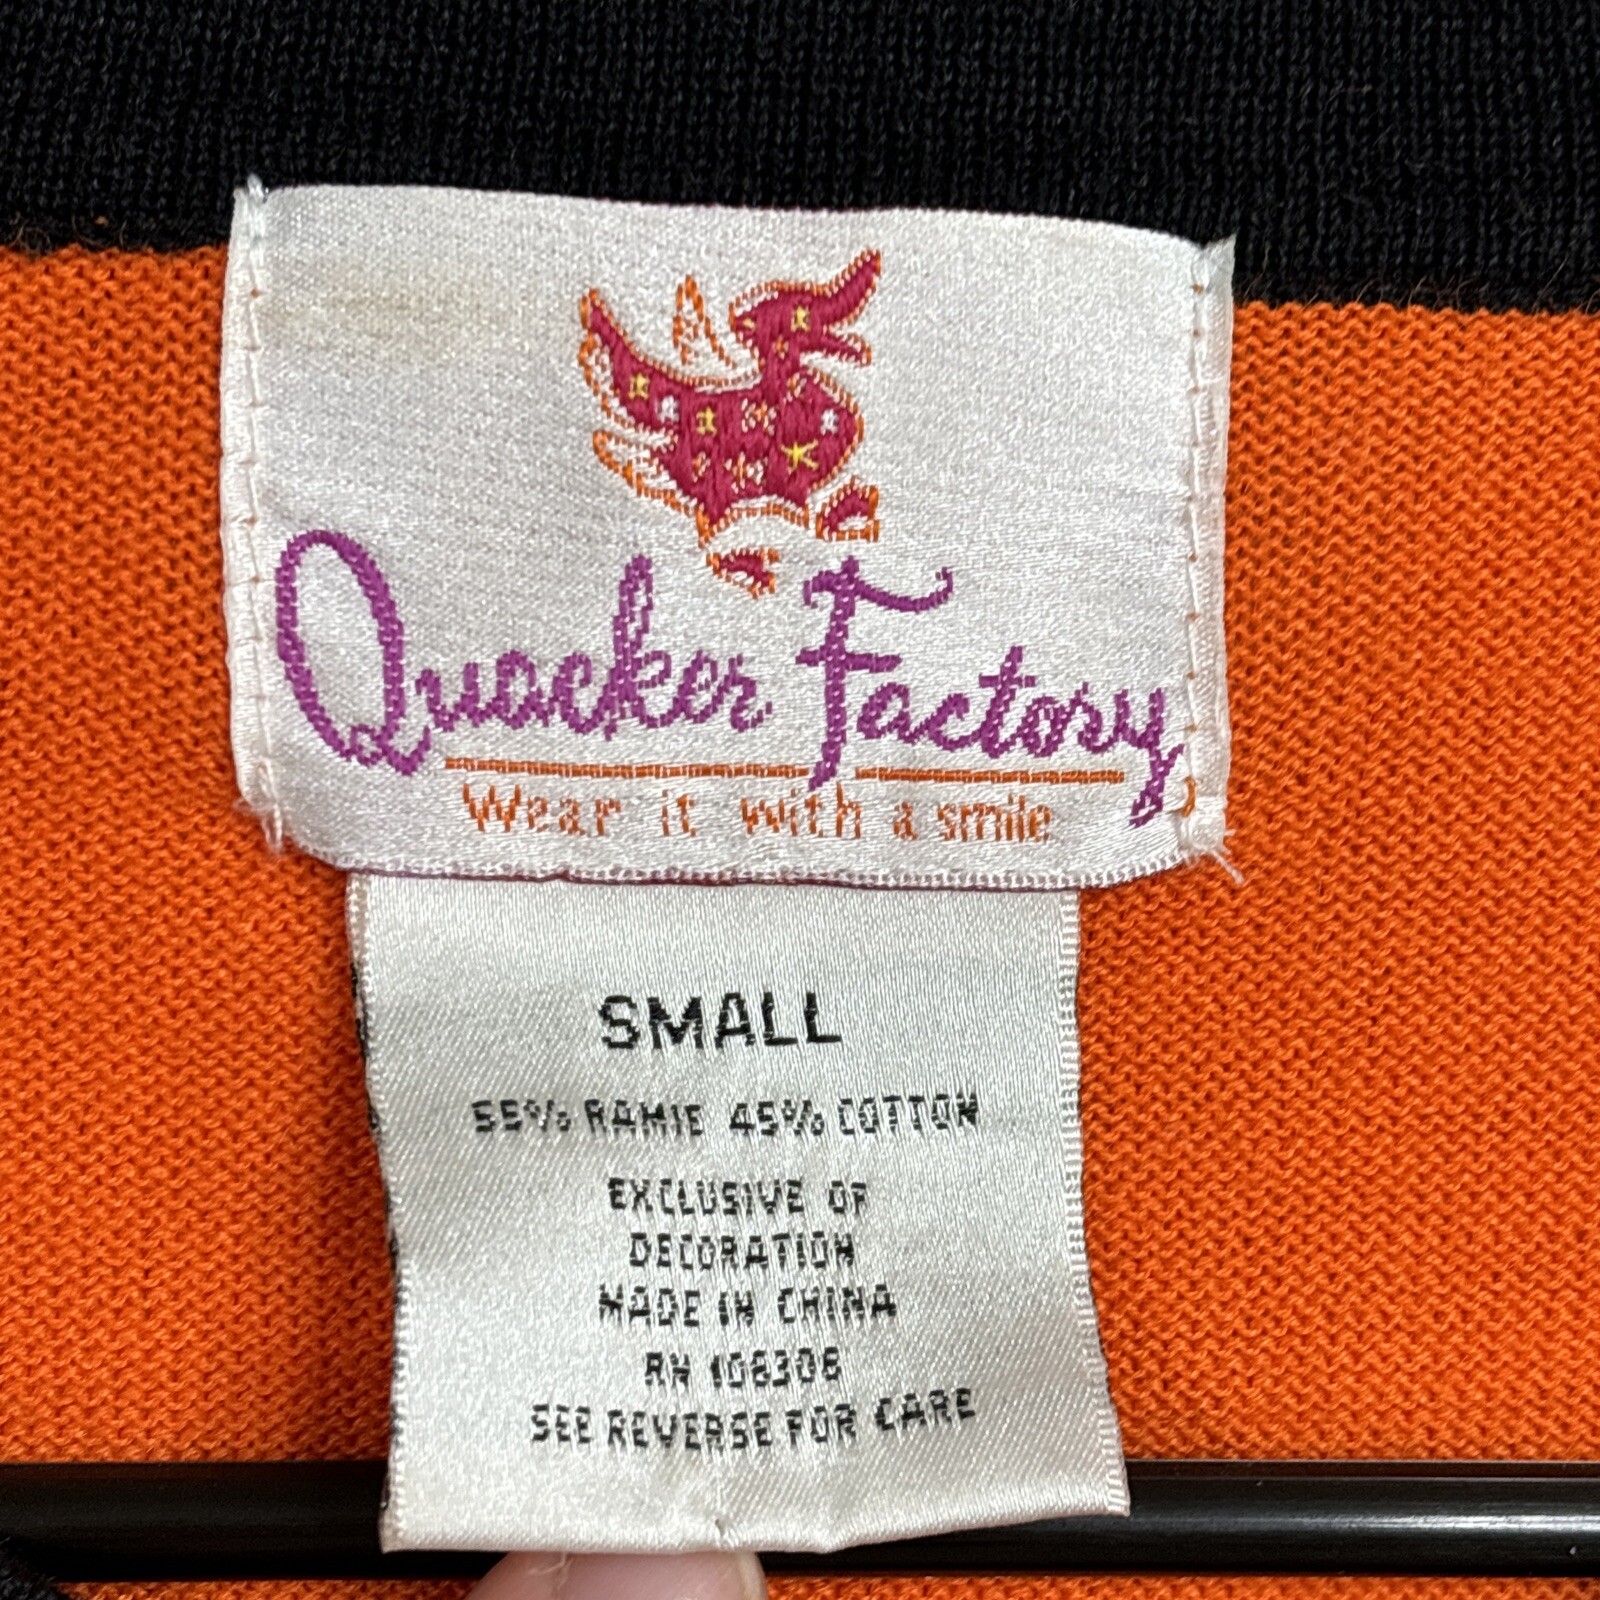 Quacker Factory
Wear it with a smile
SMALL
55% RAMIE 45% COTTON
EXCLUSIVE OF
DECORATION
MADE IN CHINA
RN 108308
SEE REVERSE FOR CARE